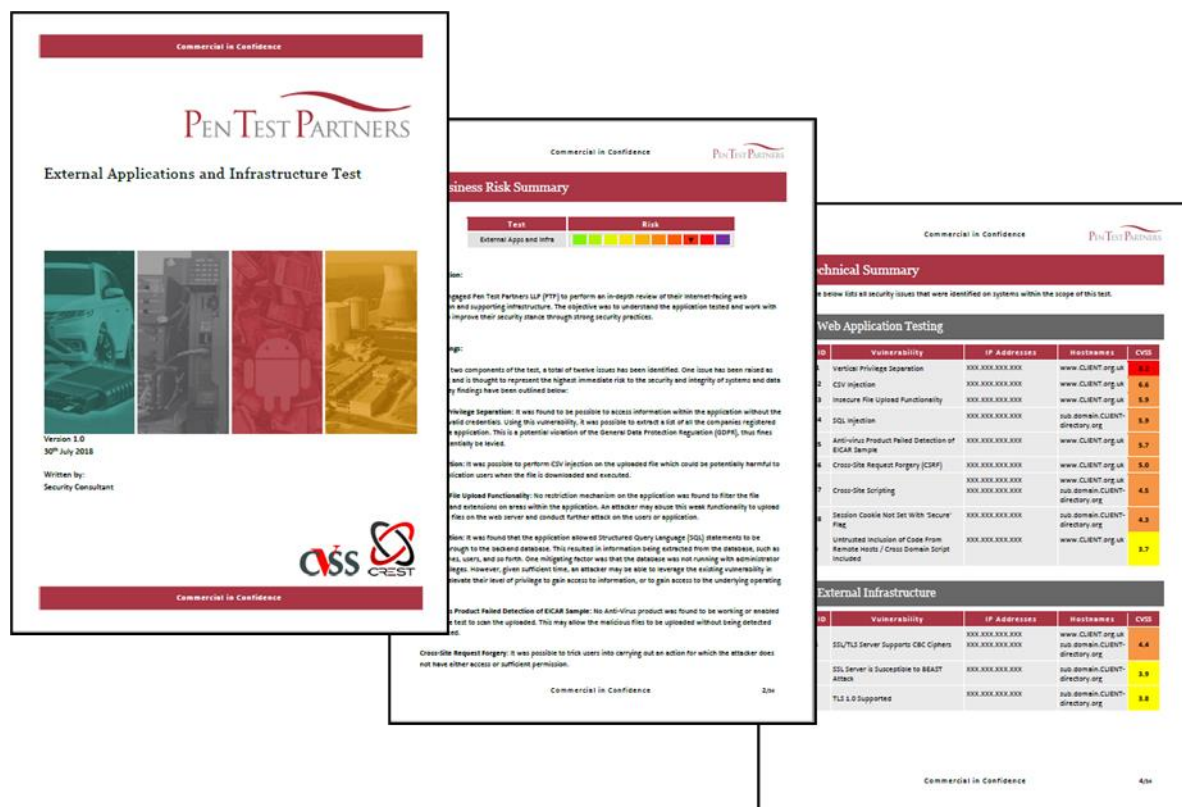 Commercial in Confidence
PEN TEST PARTNERS
External Applications and Infrastructure Test
Version 1.0
30th July 2018
Written by:
Security Consultant
CVSS
CREST
Commercial in Confidence
Commercial in Confidence
PEN TEST PARTNERS
siness Risk Summary
Test Risk
External Apps and Infra
ion:
ngaged Pen Test Partners LLP (PTP) to perform an in-depth review of their internet-facing web
on and supporting infrastructure. The objective was to understand the application tested and work with
improve their security stance through strong security practices.
ngs:
two components of the test, a total of twelve issues has been identified. One issue has been raised as
and is thought to represent the highest immediate risk to the security and integrity of systems and data
y findings have been outlined below:
Privilege Separation: It was found to be possible to access information within the application without the
valid credentials. Using this vulnerability, it was possible to extract a list of all the companies registered
e application. This is a potential violation of the General Data Protection Regulation (GDPR), thus fines
entially be levied.
tion: It was possible to perform CSV injection on the uploaded file which could be potentially harmful to
plication users when the file is downloaded and executed.
File Upload Functionality: No restriction mechanism on the application was found to filter the file
and extensions on areas within the application. An attacker may abuse this weak functionality to upload
files on the web server and conduct further attack on the users or application.
tion: It was found that the application allowed Structured Query Language (SQL) statements to be
rough to the backend database. This resulted in information being extracted from the database, such as
es, users, and so forth. One mitigating factor was that the database was not running with administrator
leges. However, given sufficient time, an attacker may be able to leverage the existing vulnerability in
elevate their level of privilege to gain access to information, or to gain access to the underlying operating
s Product Failed Detection of EICAR Sample: No Anti-Virus product was found to be working or enabled
e test to scan the uploaded. This may allow the malicious files to be uploaded without being detected
ed.
Cross-Site Request Forgery: It was possible to trick users into carrying out an action for which the attacker does
not have either access or sufficient permission.
Commercial in Confidence 2/34
Commercial in Confidence
PEN TEST PARTNERS
chnical Summary
e below lists all security issues that were identified on systems within the scope of this test.
Web Application Testing
ID Vulnerability IP Addresses Hostnames CVSS
1 Vertical Privilege Separation XXX.XXX.XXX.XXX www.CLIENT.org.uk
2 CSV Injection XXX.XXX.XXX.XXX www.CLIENT.org.uk 6.6
3 Insecure File Upload Functionality XXX.XXX.XXX.XXX www.CLIENT.org.uk 5.9
4 SQL Injection XXX.XXX.XXX.XXX sub.domain.CLIENT-
directory.org 5.9
5 Anti-virus Product Failed Detection of XXX.XXX.XXX.XXX www.CLIENT.org.uk 5.7
EICAR Sample
6 Cross-Site Request Forgery (CSRF) XXX.XXX.XXX.XXX www.CLIENT.org.uk 5.0
7 Cross-Site Scripting XXX.XXX.XXX.XXX www.CLIENT.org.uk 4.5
XXX.XXX.XXX.XXX sub.domain.CLIENT-
directory.org
8 Session Cookie Not Set With 'Secure' XXX.XXX.XXX.XXX sub.domain.CLIENT- 4.3
Flag directory.org
Untrusted Inclusion of Code From XXX.XXX.XXX.XXX www.CLIENT.org.uk 3.7
Remote Hosts / Cross Domain Script
Included
External Infrastructure
ID Vulnerability IP Addresses Hostnames CVSS
SSL/TLS Server Supports CBC Ciphers XXX.XXX.XXX.XXX www.CLIENT.org.uk 4.4
XXX.XXX.XXX.XXX sub.domain.CLIENT-
directory.org
SSL Server is Susceptible to BEAST XXX.XXX.XXX.XXX sub.domain.CLIENT- 3.9
Attack directory.org
TLS 1.0 Supported XXX.XXX.XXX.XXX sub.domain.CLIENT- 3.8
directory.org
Commercial in Confidence 4/34